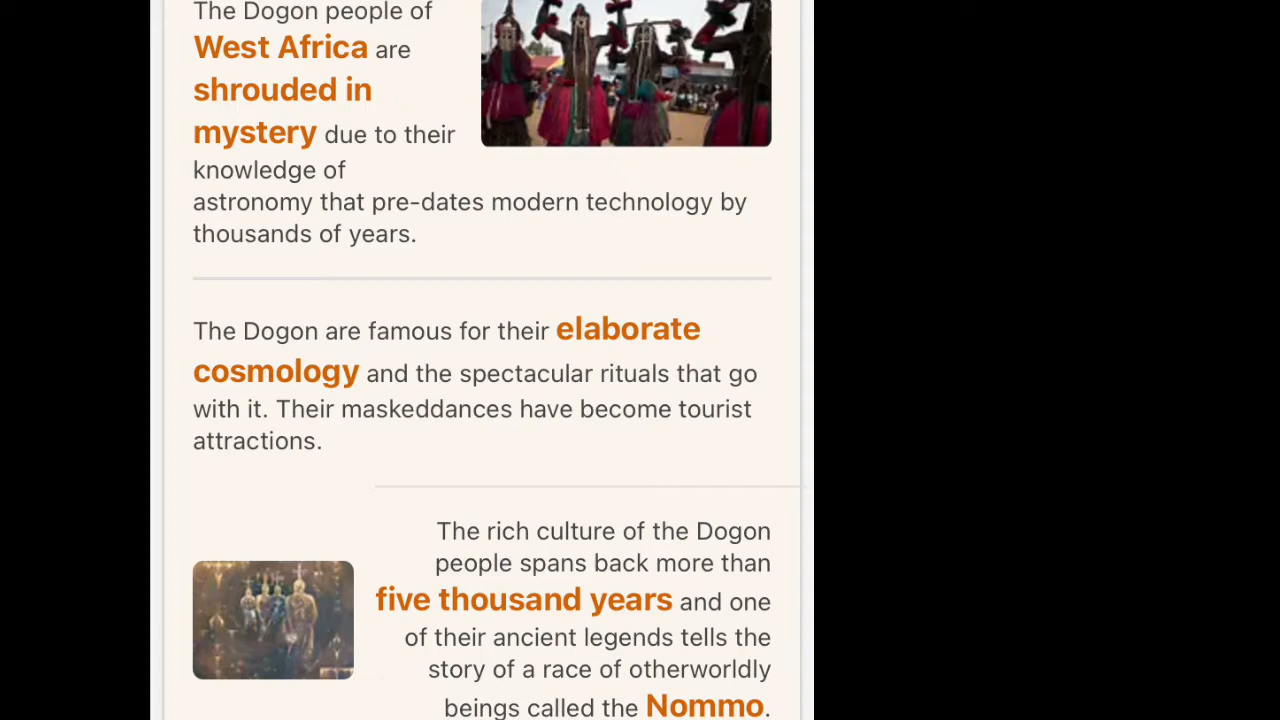 The Dogon people of
West Africa are
shrouded in
mystery due to their
knowledge of
astronomy that pre-dates modern technology by
thousands of years.
The Dogon are famous for their elaborate
cosmology and the spectacular rituals that go
with it. Their maskeddances have become tourist
attractions.
The rich culture of the Dogon
people spans back more than
five thousand years and one
of their ancient legends tells the
story of a race of otherworldly
beings called the Nommo.